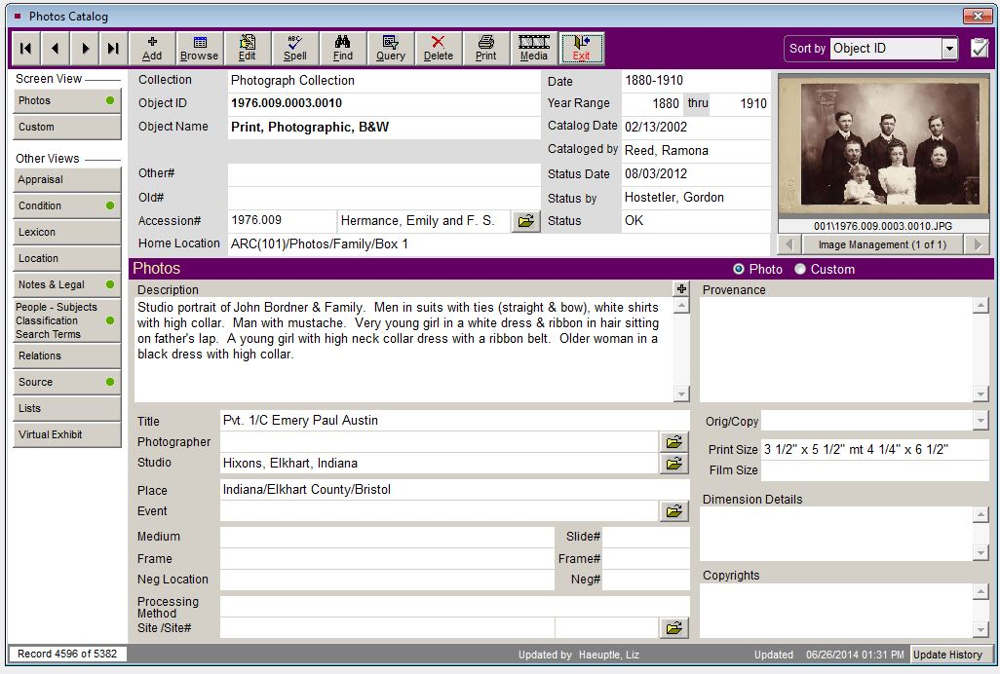 Photos Catalog
Add Browse Edit Spell Find Query Delete Print Media Exit
ABC
Sort by Object ID
Screen View
Photos
Custom
Other Views
Appraisal
Condition
Lexicon
Location
Notes & Legal
People - Subjects
Classification
Search Terms
Relations
Source
Lists
Virtual Exhibit
Collection Photograph Collection
Object ID 1976.009.0003.0010
Object Name Print, Photographic, B&W
Other#
Old#
Accession# 1976.009 Hermance, Emily and F. S.
Home Location ARC(101)/Photos/Family/Box 1
Date 1880-1910
Year Range 1880 thru 1910
Catalog Date 02/13/2002
Cataloged by Reed, Ramona
Status Date 08/03/2012
Status by Hostetler, Gordon
Status OK
001\1976.009.0003.0010.JPG
Image Management (1 of 1)
Photos
Photo Custom
Description
Studio portrait of John Bordner & Family. Men in suits with ties (straight & bow), white shirts
with high collar. Man with mustache. Very young girl in a white dress & ribbon in hair sitting
on father's lap. A young girl with high neck collar dress with a ribbon belt. Older woman in a
black dress with high collar.
Provenance
Title Pvt. 1/C Emery Paul Austin
Photographer
Studio Hixons, Elkhart, Indiana
Place Indiana/Elkhart County/Bristol
Event
Medium Slide#
Frame Frame#
Neg Location Neg#
Processing
Method
Site /Site#
Orig/Copy
Print Size 3 1/2" x 5 1/2" mt 4 1/4" x 6 1/2"
Film Size
Dimension Details
Copyrights
Record 4596 of 5382
Updated by Haeuptle, Liz
Updated 06/26/2014 01:31 PM
Update History